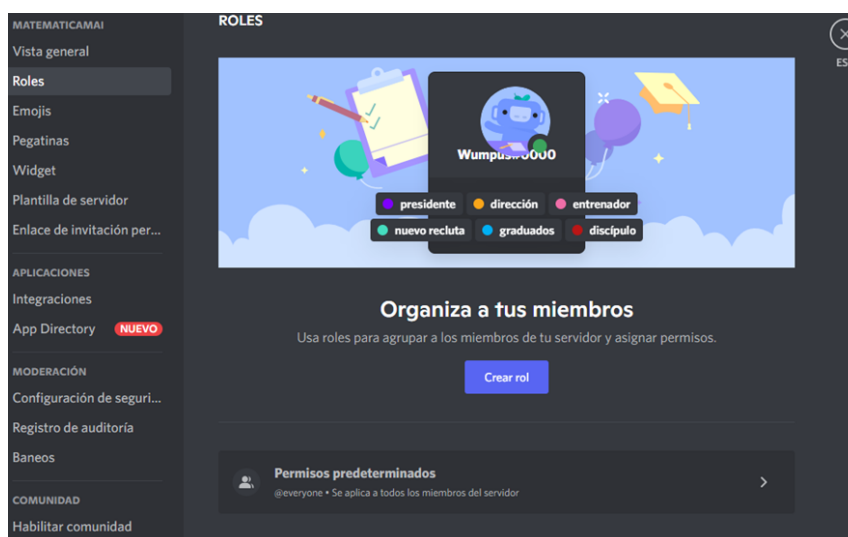 MATEMATICAMAI
Vista general
Roles
Emojis
Pegatinas
Widget
Plantilla de servidor
Enlace de invitación per...
APLICACIONES
Integraciones
App Directory NUEVO
MODERACIÓN
Configuración de seguri...
Registro de auditoría
Baneos
COMUNIDAD
Habilitar comunidad
ROLES
ES
Wumpus#0000
presidente dirección entrenador
nuevo recluta graduados discípulo
Organiza a tus miembros
Usa roles para agrupar a los miembros de tu servidor y asignar permisos.
Crear rol
Permisos predeterminados
@everyone • Se aplica a todos los miembros del servidor